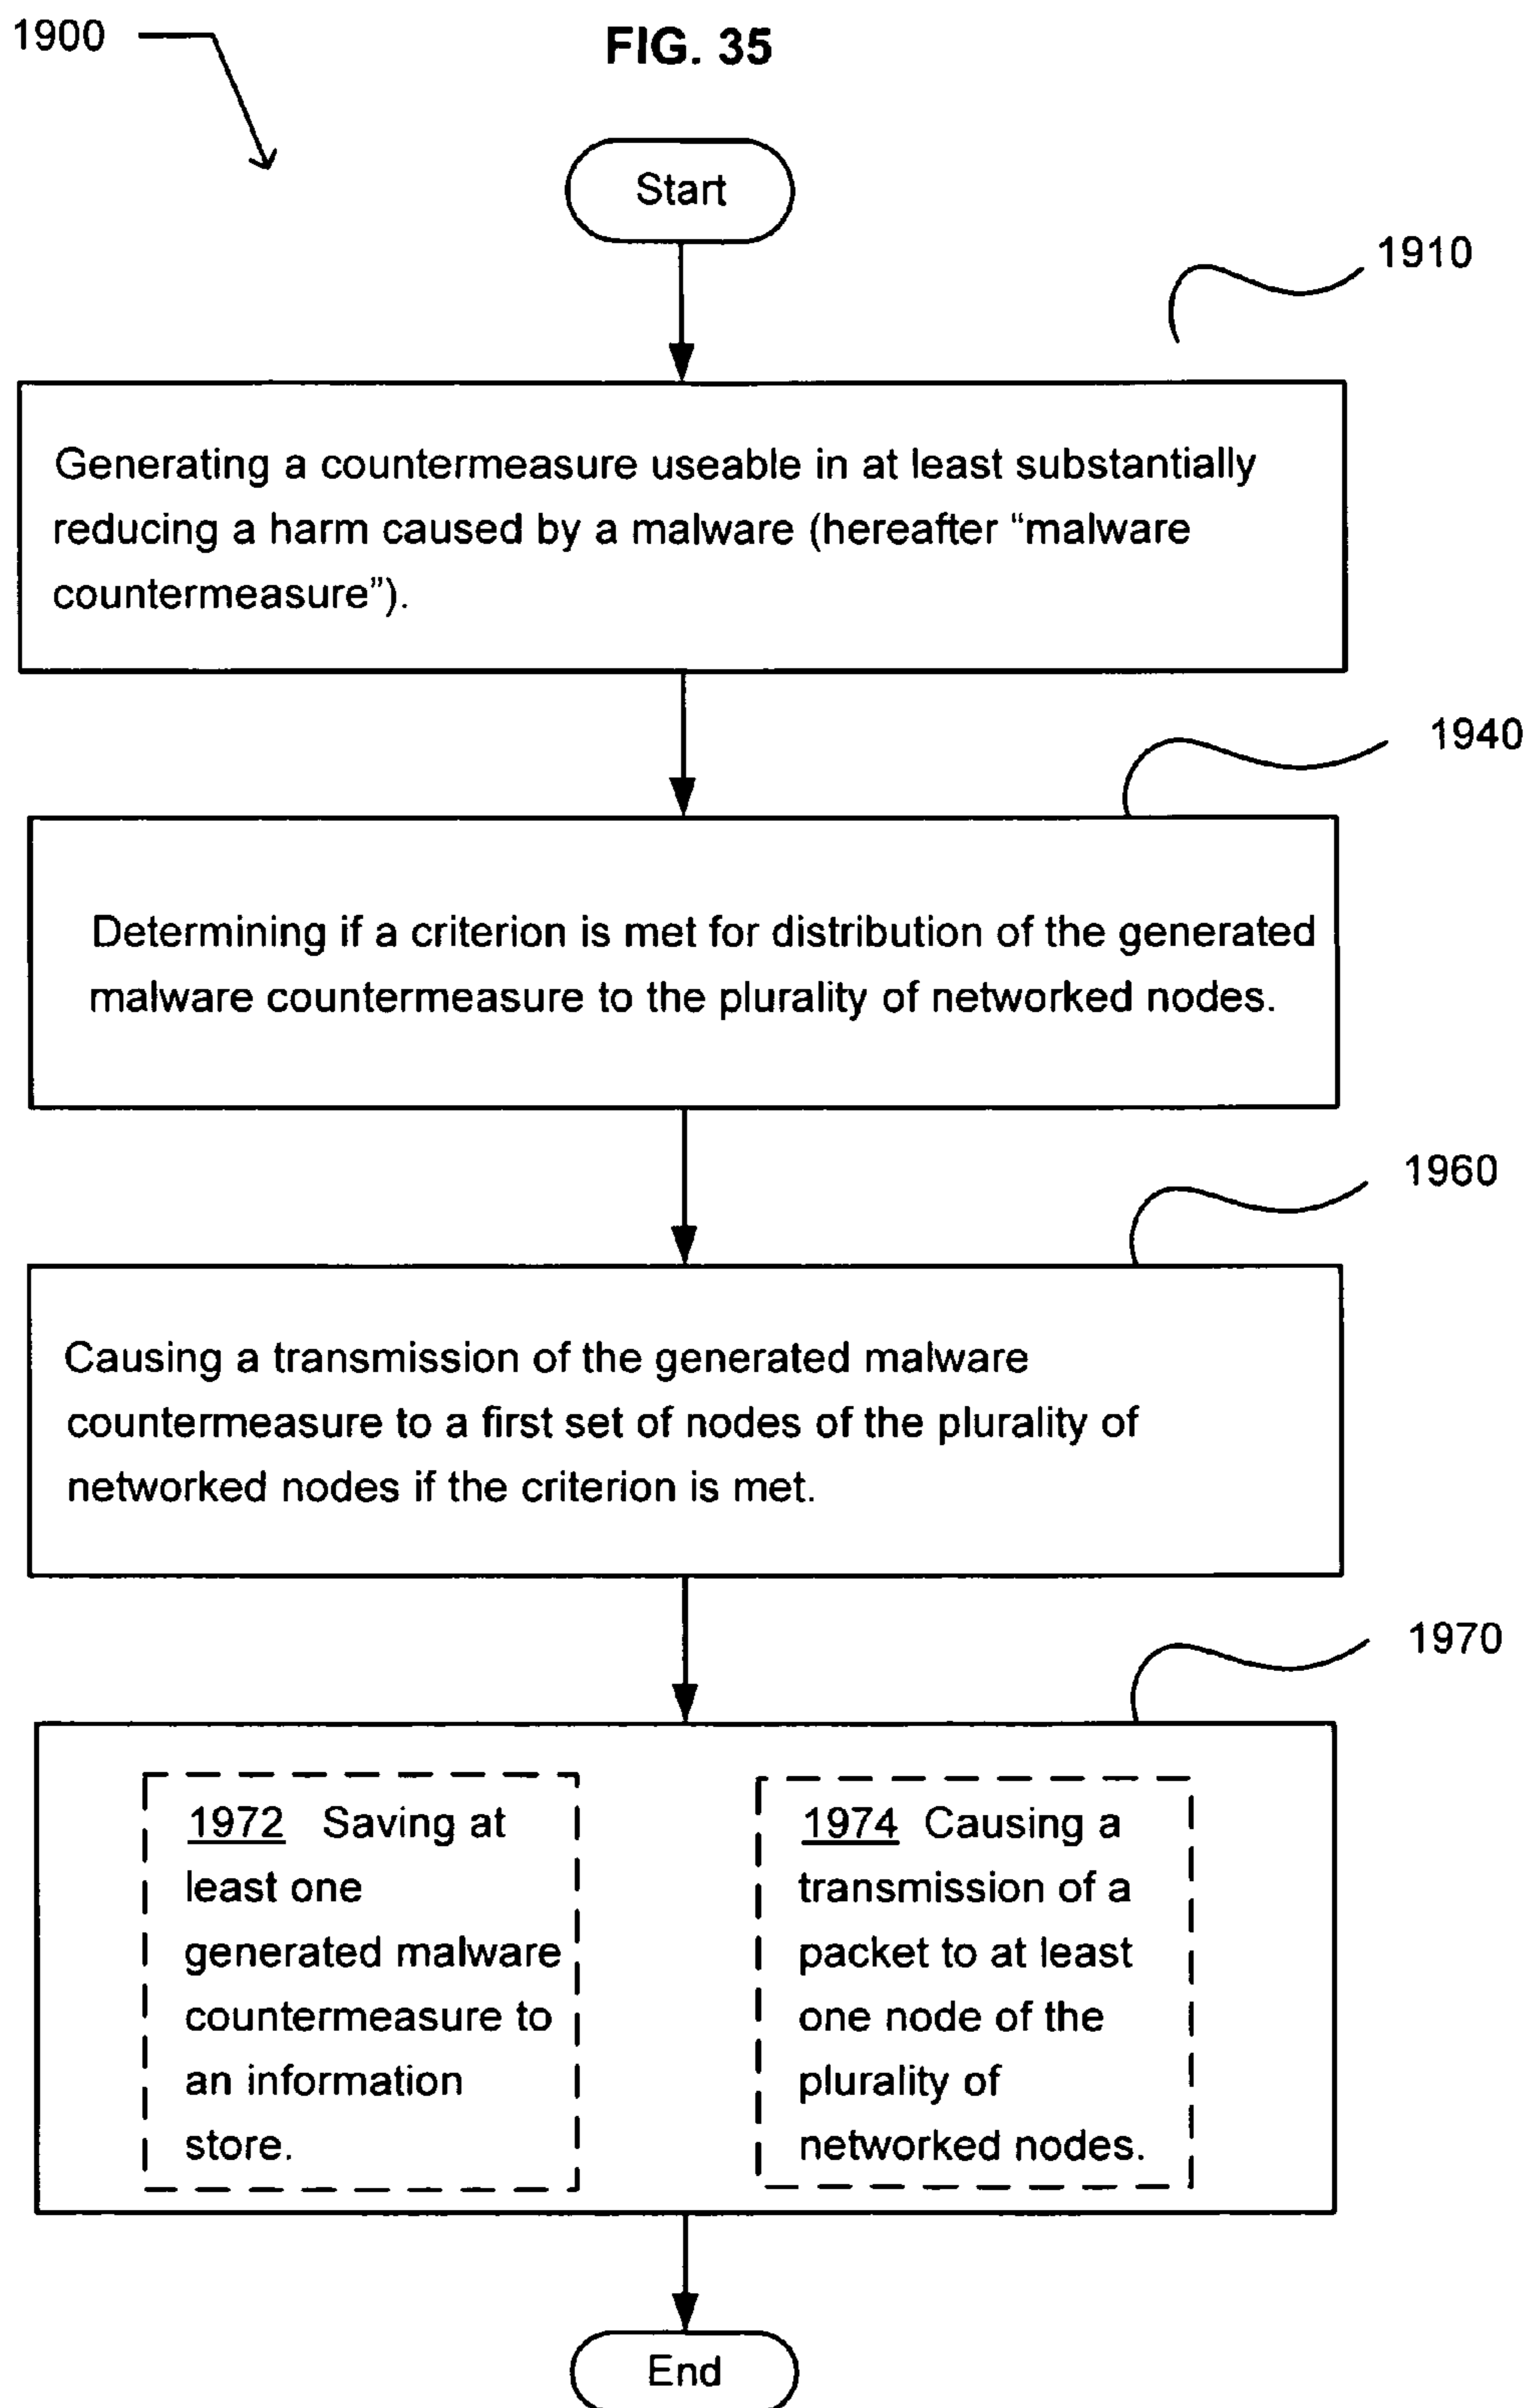 1900
FIG. 35
Start
1910
Generating a countermeasure useable in at least substantially
reducing a harm caused by a malware (hereafter “malware
countermeasure”).
1940
Determining if a criterion is met for distribution of the generated
malware countermeasure to the plurality of networked nodes.
1960
Causing a transmission of the generated malware
countermeasure to a first set of nodes of the plurality of
networked nodes if the criterion is met.
1970
1972 Saving at
least one
generated malware
countermeasure to
an information
store.
1974 Causing a
transmission of a
packet to at least
one node of the
plurality of
networked nodes.
End